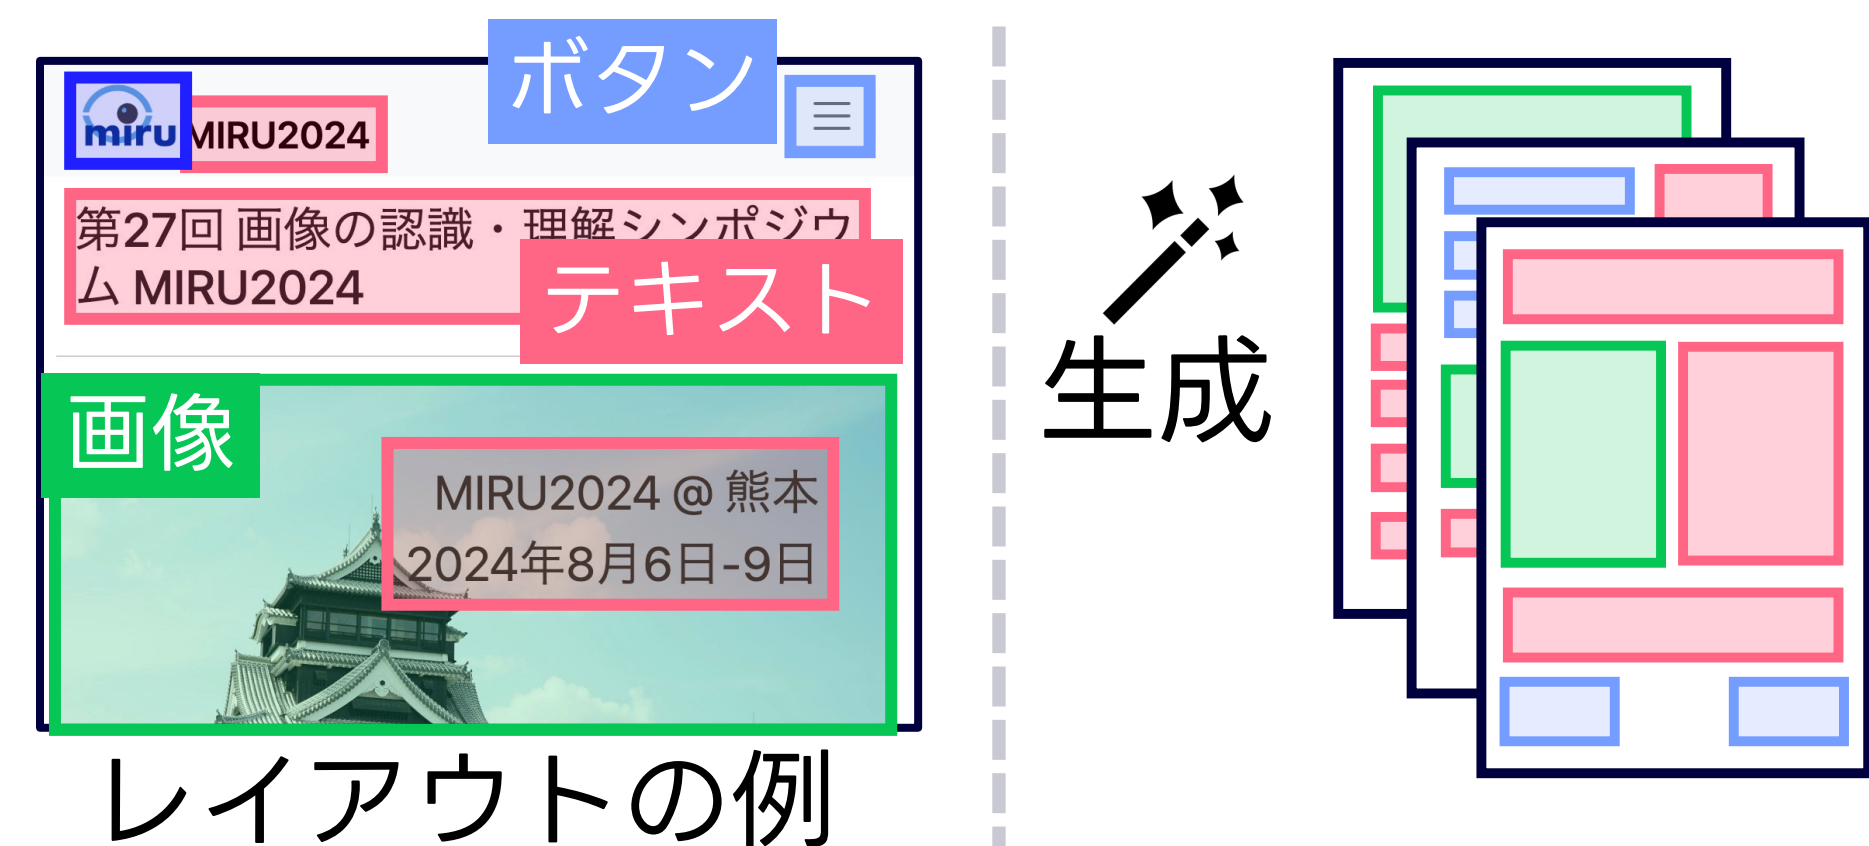 ボタン
miru
MIRU2024
第27回 画像の認識・理解シンポジウ
ム MIRU2024
テキスト
画像
MIRU2024 @ 熊本
2024年8月6日-9日
レイアウトの例
生成